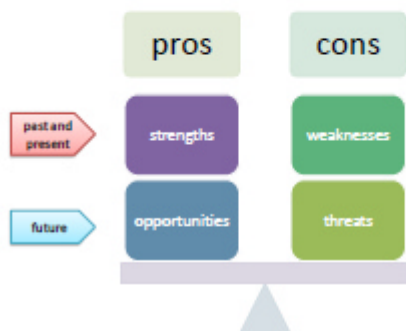 pros
cons
past and
present
strengths
weaknesses
future
opportunities
threats